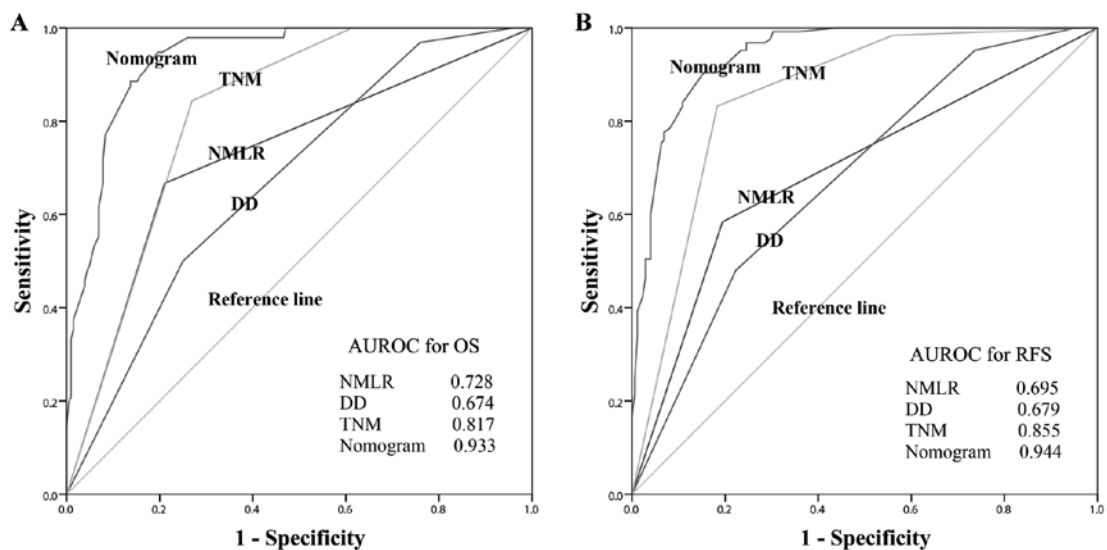 A
1.0
0.8
0.6
0.4
0.2
0.0
Sensitivity
Nomogram
TNM
NMLR
DD
Reference line
AUROC for OS
NMLR 0.728
DD 0.674
TNM 0.817
Nomogram 0.933
0.0 0.2 0.4 0.6 0.8 1.0
1 - Specificity
B
1.0
0.8
0.6
0.4
0.2
0.0
Sensitivity
Nomogram
TNM
NMLR
DD
Reference line
AUROC for RFS
NMLR 0.695
DD 0.679
TNM 0.855
Nomogram 0.944
0.0 0.2 0.4 0.6 0.8 1.0
1 - Specificity